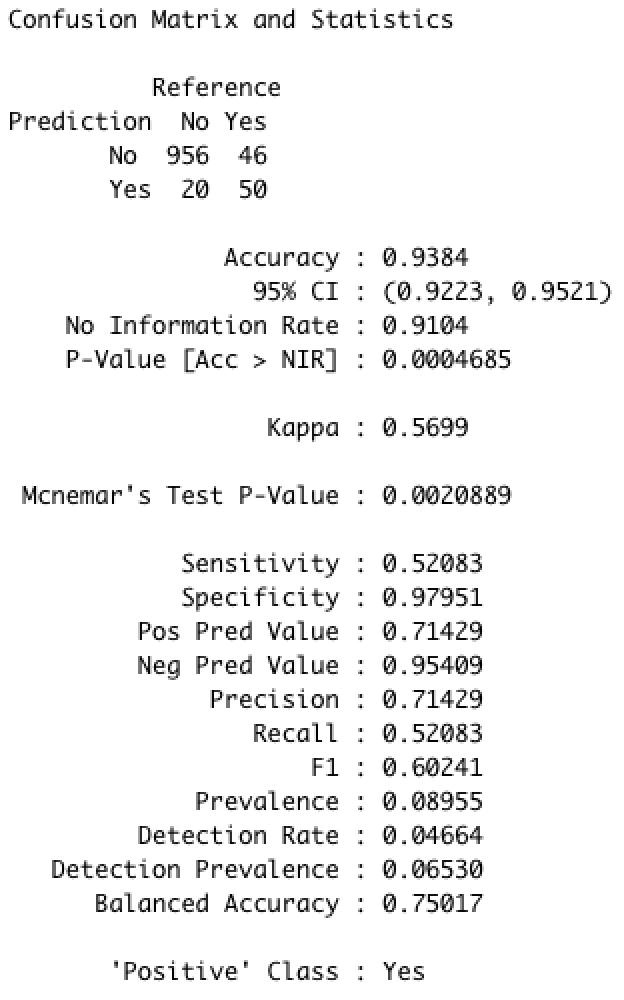 Confusion Matrix and Statistics
Reference
Prediction No Yes
No 956 46
Yes 20 50
Accuracy : 0.9384
95% CI : (0.9223, 0.9521)
No Information Rate : 0.9104
P-Value [Acc > NIR] : 0.0004685
Kappa : 0.5699
Mcnemar's Test P-Value : 0.0020889
Sensitivity : 0.52083
Specificity : 0.97951
Pos Pred Value : 0.71429
Neg Pred Value : 0.95409
Precision : 0.71429
Recall : 0.52083
F1 : 0.60241
Prevalence : 0.08955
Detection Rate : 0.04664
Detection Prevalence : 0.06530
Balanced Accuracy : 0.75017
'Positive' Class : Yes